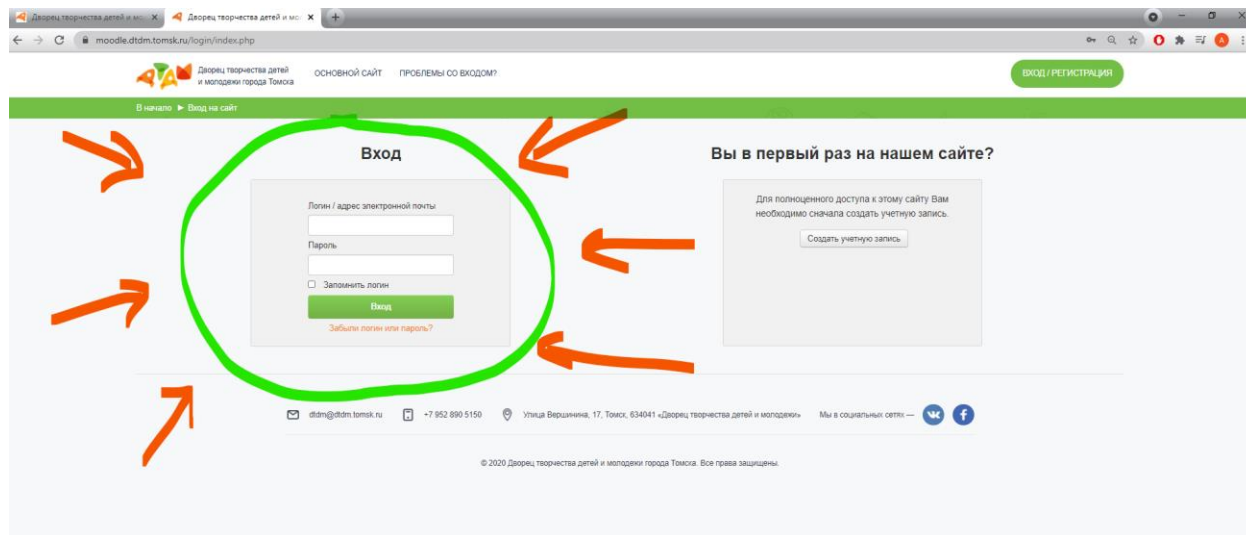 Дворец творчества детей и мо
Дворец творчества детей и мо
moodle.dtdm.tomsk.ru/login/index.php
Дворец творчества детей
и молодежи города Томска
ОСНОВНОЙ САЙТ
ПРОБЛЕМЫ СО ВХОДОМ?
ВХОД / РЕГИСТРАЦИЯ
В начало ► Вход на сайт
Вход
Логин / адрес электронной почты
Пароль
Запомнить логин
Вход
Забыли логин или пароль?
Вы в первый раз на нашем сайте?
Для полноценного доступа к этому сайту Вам
необходимо сначала создать учетную запись.
Создать учетную запись
dtdm@dtdm.tomsk.ru
+7 952 890 5150
Улица Вершинина, 17, Томск, 634041 «Дворец творчества детей и молодежи»
Мы в социальных сетях —
© 2020 Дворец творчества детей и молодежи города Томска. Все права защищены.